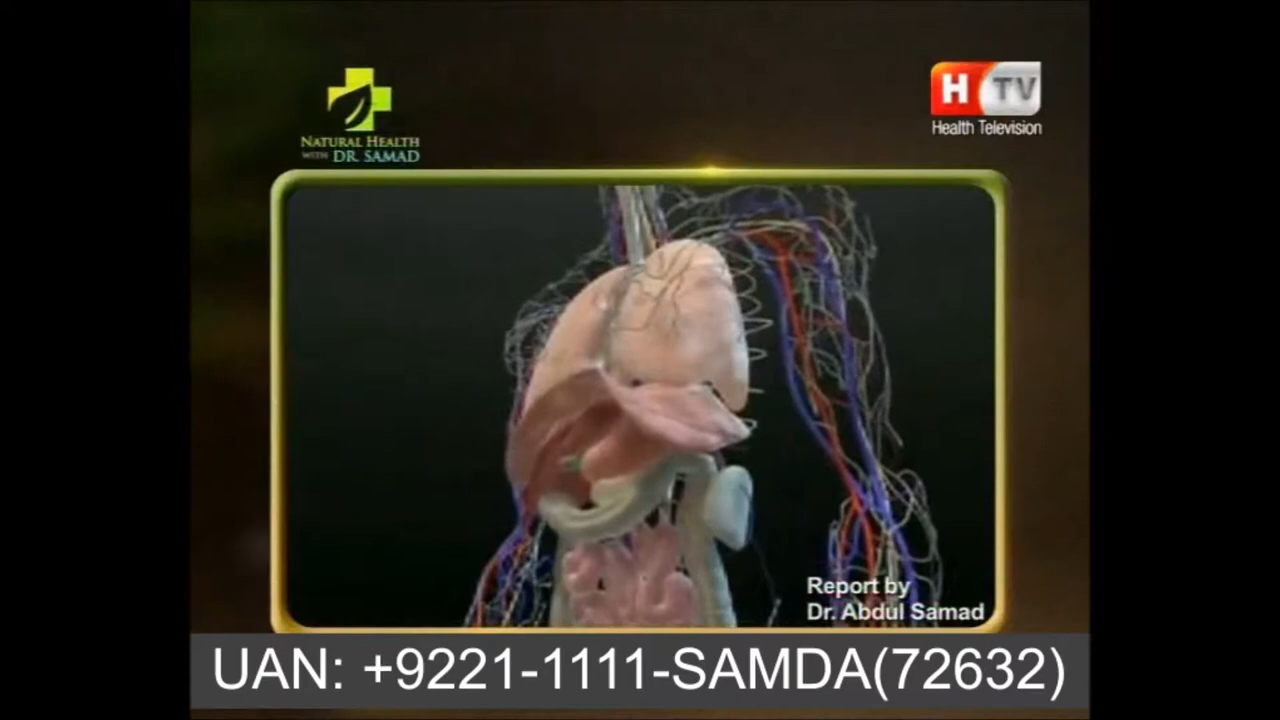 NATURAL HEALTH
WITH DR. SAMAD
H TV
Health Television
Report by
Dr. Abdul Samad
UAN: +9221-1111-SAMDA(72632)